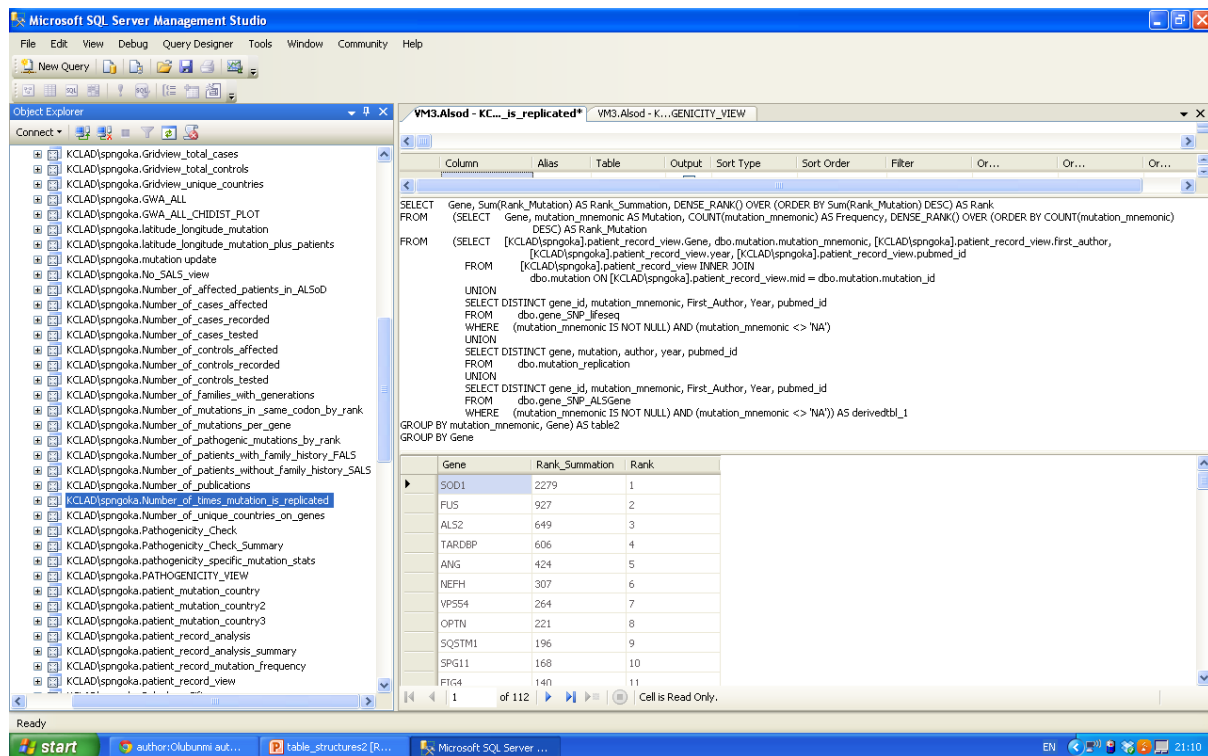 Microsoft SQL Server Management Studio
File Edit View Debug Query Designer Tools Window Community Help
New Query
Object Explorer
Connect
KCLAD\spngoka.Gridview_total_cases
KCLAD\spngoka.Gridview_total_controls
KCLAD\spngoka.Gridview_unique_countries
KCLAD\spngoka.GWA_ALL
KCLAD\spngoka.GWA_ALL_CHIDIST_PLOT
KCLAD\spngoka.latitude_longitude_mutation
KCLAD\spngoka.latitude_longitude_mutation_plus_patients
KCLAD\spngoka.mutation update
KCLAD\spngoka.No_SALS_view
KCLAD\spngoka.Number_of_affected_patients_in_ALSoD
KCLAD\spngoka.Number_of_cases_affected
KCLAD\spngoka.Number_of_cases_recorded
KCLAD\spngoka.Number_of_cases_tested
KCLAD\spngoka.Number_of_controls_affected
KCLAD\spngoka.Number_of_controls_recorded
KCLAD\spngoka.Number_of_controls_tested
KCLAD\spngoka.Number_of_families_with_generations
KCLAD\spngoka.Number_of_mutations_in _same_codon_by_rank
KCLAD\spngoka.Number_of_mutations_per_gene
KCLAD\spngoka.Number_of_pathogenic_mutations_by_rank
KCLAD\spngoka.Number_of_patients_with_family_history_FALS
KCLAD\spngoka.Number_of_patients_without_family_history_SALS
KCLAD\spngoka.Number_of_publications
KCLAD\spngoka.Number_of_times_mutation_is_replicated
KCLAD\spngoka.Number_of_unique_countries_on_genes
KCLAD\spngoka.Pathogenicity_Check
KCLAD\spngoka.Pathogenicity_Check_Summary
KCLAD\spngoka.pathogenicity_specific_mutation_stats
KCLAD\spngoka.PATHOGENICITY_VIEW
KCLAD\spngoka.patient_mutation_country
KCLAD\spngoka.patient_mutation_country2
KCLAD\spngoka.patient_mutation_country3
KCLAD\spngoka.patient_record_analysis
KCLAD\spngoka.patient_record_analysis_summary
KCLAD\spngoka.patient_record_mutation_frequency
KCLAD\spngoka.patient_record_view
VM3.Alsod - KC..._is_replicated* VM3.Alsod - K...GENICITY_VIEW
Column Alias Table Output Sort Type Sort Order Filter Or... Or... Or...
SELECT Gene, Sum(Rank_Mutation) AS Rank_Summation, DENSE_RANK() OVER (ORDER BY Sum(Rank_Mutation) DESC) AS Rank
FROM (SELECT Gene, mutation_mnemonic AS Mutation, COUNT(mutation_mnemonic) AS Frequency, DENSE_RANK() OVER (ORDER BY COUNT(mutation_mnemonic)
DESC) AS Rank_Mutation
FROM (SELECT [KCLAD\spngoka].patient_record_view.Gene, dbo.mutation.mutation_mnemonic, [KCLAD\spngoka].patient_record_view.first_author,
[KCLAD\spngoka].patient_record_view.year, [KCLAD\spngoka].patient_record_view.pubmed_id
FROM [KCLAD\spngoka].patient_record_view INNER JOIN
dbo.mutation ON [KCLAD\spngoka].patient_record_view.mid = dbo.mutation.mutation_id
UNION
SELECT DISTINCT gene_id, mutation_mnemonic, First_Author, Year, pubmed_id
FROM dbo.gene_SNP_lifeseq
WHERE (mutation_mnemonic IS NOT NULL) AND (mutation_mnemonic <> 'NA')
UNION
SELECT DISTINCT gene, mutation, author, year, pubmed_id
FROM dbo.mutation_replication
UNION
SELECT DISTINCT gene_id, mutation_mnemonic, First_Author, Year, pubmed_id
FROM dbo.gene_SNP_ALSGene
WHERE (mutation_mnemonic IS NOT NULL) AND (mutation_mnemonic <> 'NA')) AS derivedtbl_1
GROUP BY mutation_mnemonic, Gene) AS table2
GROUP BY Gene
Gene Rank_Summation Rank
SOD1 2279 1
FUS 927 2
ALS2 649 3
TARDBP 606 4
ANG 424 5
NEFH 307 6
VPS54 264 7
OPTN 221 8
SQSTM1 196 9
SPG11 168 10
FIG4 140 11
1 of 112 Cell is Read Only.
Ready
start author:Olubunmi aut... table_structures2 [R... Microsoft SQL Server ... EN 21:10